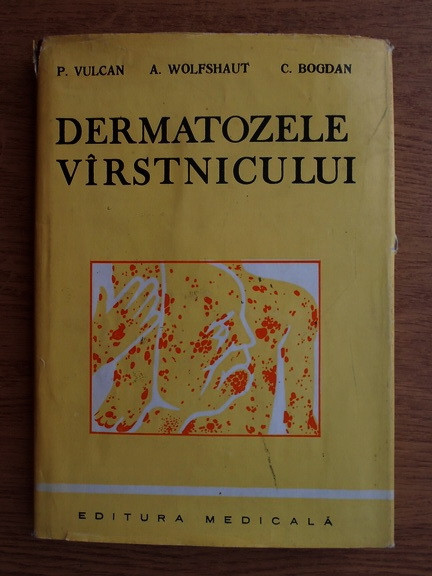 P. VULCAN A. WOLFSHAUT C. BOGDAN
DERMATOZELE
VÎRSTNICULUI
EDITURA MEDICALĂ